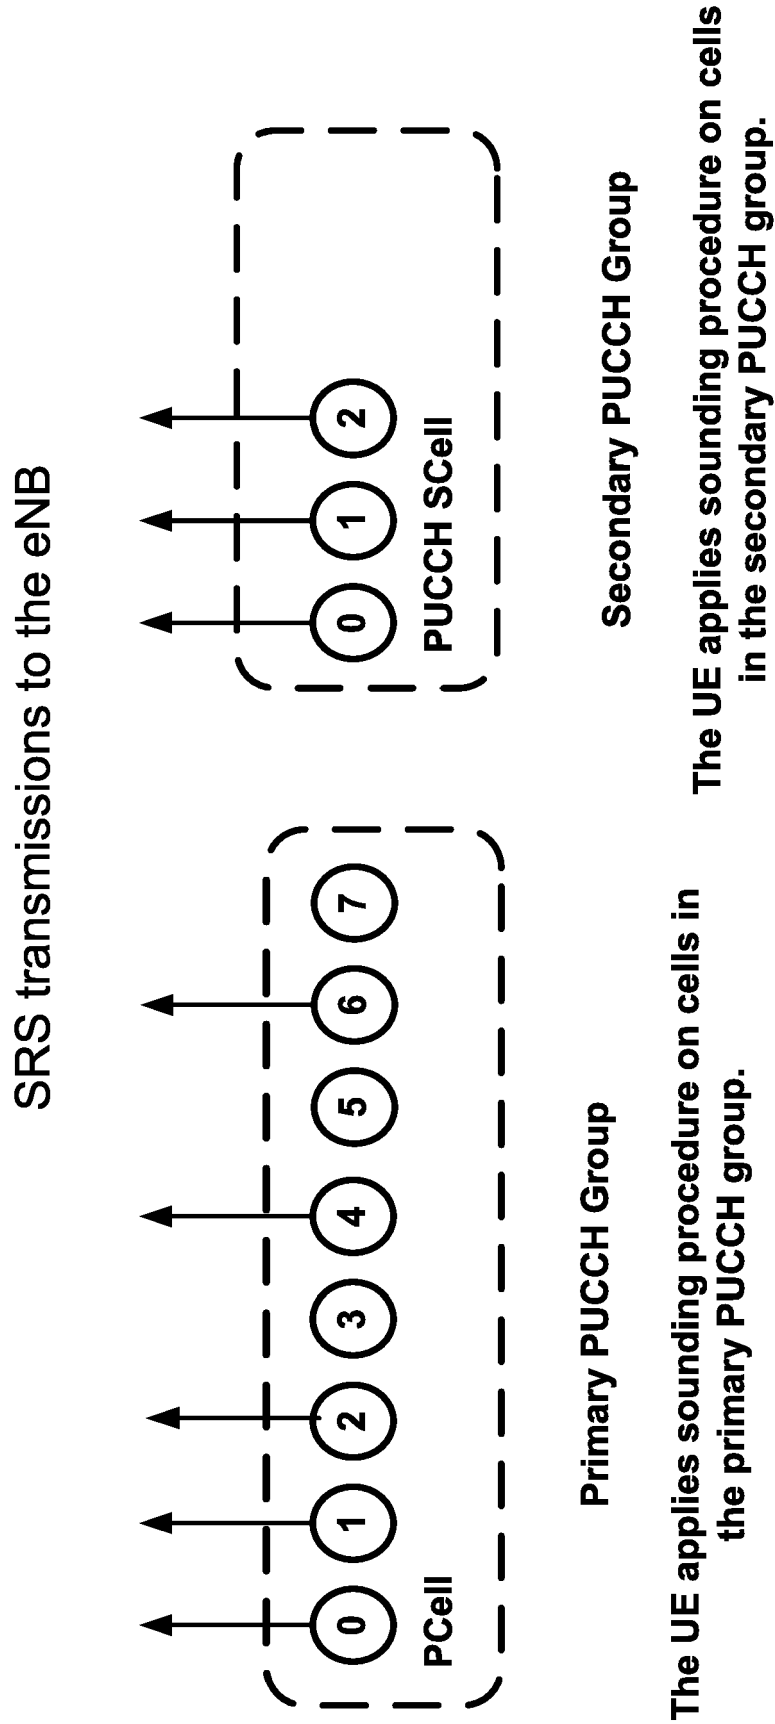 SRS transmissions to the eNB
0 1 2 3 4 5 6 7
PCell
Primary PUCCH Group
The UE applies sounding procedure on cells in
the primary PUCCH group.
0 1 2
PUCCH SCell
Secondary PUCCH Group
The UE applies sounding procedure on cells
in the secondary PUCCH group.